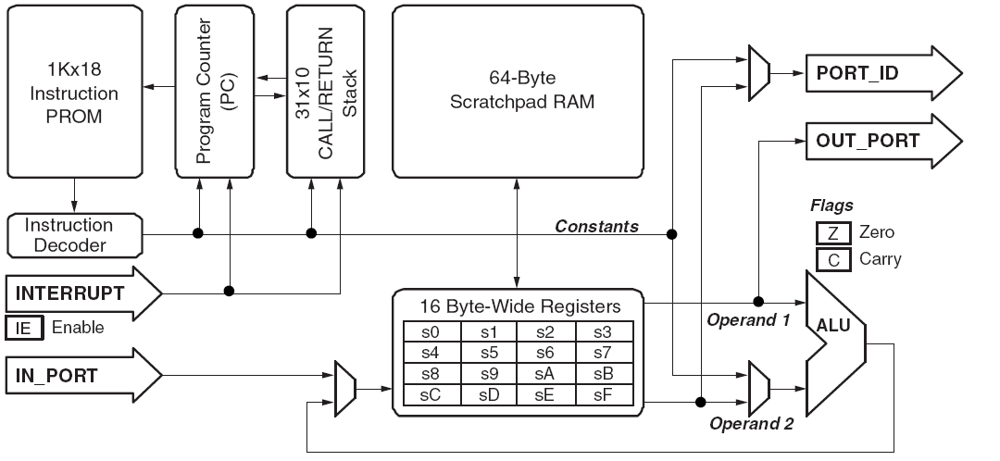 1Kx18
Instruction
PROM
Program Counter
(PC)
31x10
CALL/RETURN
Stack
64-Byte
Scratchpad RAM
PORT_ID
OUT_PORT
Instruction
Decoder
Constants
Flags
Z Zero
C Carry
INTERRUPT
IE Enable
16 Byte-Wide Registers
s0 s1 s2 s3
s4 s5 s6 s7
s8 s9 sA sB
sC sD sE sF
Operand 1
ALU
IN_PORT
Operand 2